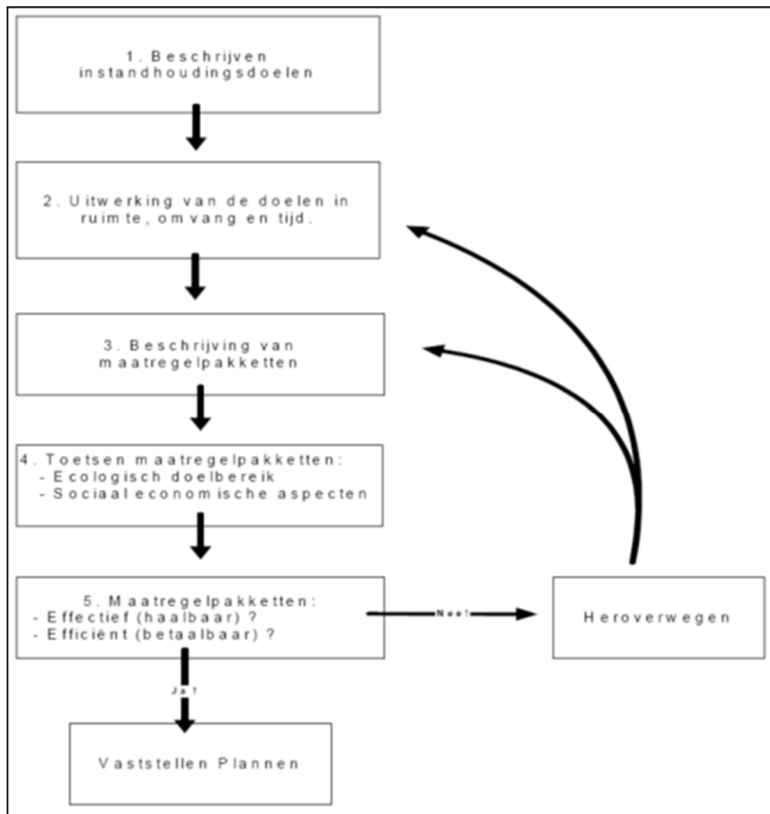 1. Beschrijven
instandhoudingsdoelen
2. Uitwerking van de doelen in
ruimte, omvang en tijd.
3. Beschrijving van
maatregelpakketten
4. Toetsen maatregelpakketten:
- Ecologisch doelbereik
- Sociaal economische aspecten
5. Maatregelpakketten:
- Effectief (haalbaar) ?
- Efficiënt (betaalbaar) ?
Nee!
Heroverwegen
Ja!
Vaststellen Plannen